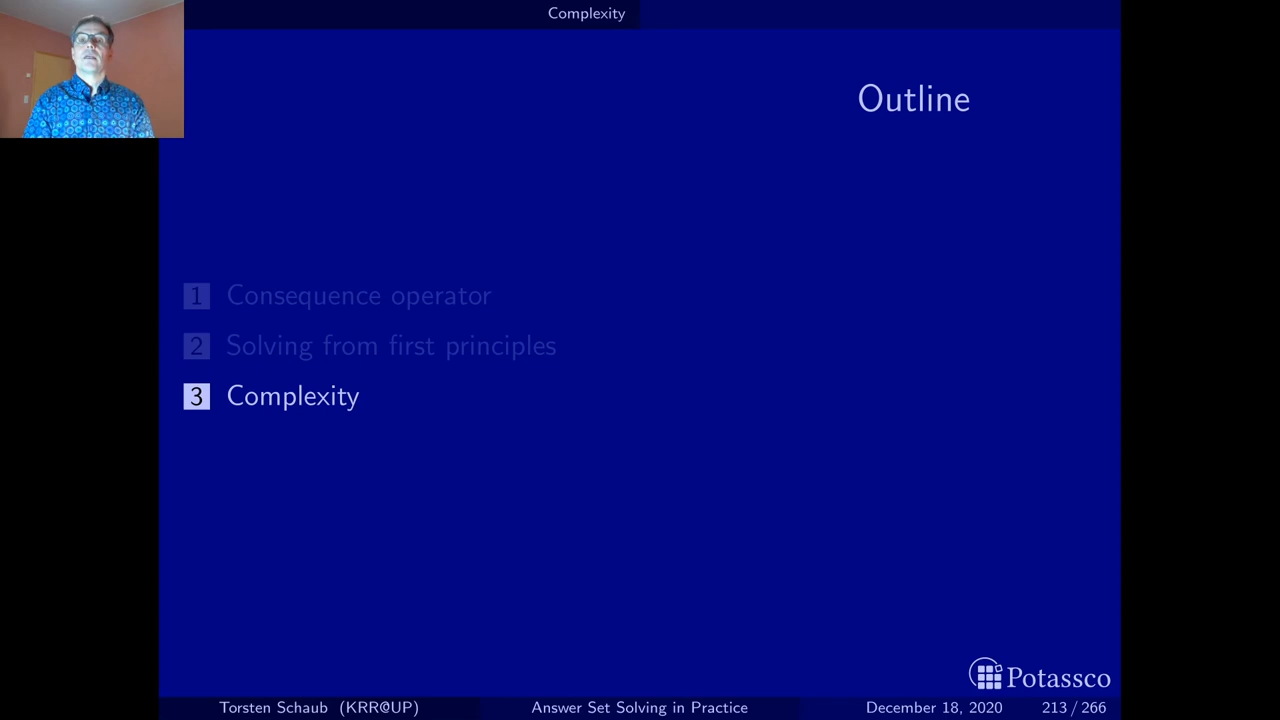 Complexity
Outline
1 Consequence operator
2 Solving from first principles
3 Complexity
Potassco
Torsten Schaub (KRR@UP) Answer Set Solving in Practice December 18, 2020 213 / 266